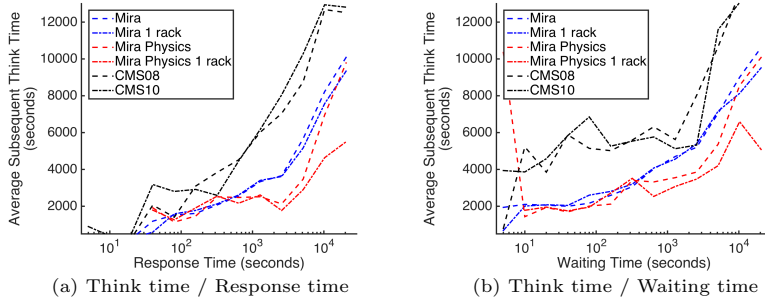 Average Subsequent Think Time
(seconds)
12000
10000
8000
6000
4000
2000
Mira
Mira 1 rack
Mira Physics
Mira Physics 1 rack
CMS08
CMS10
10^1
10^2
10^3
10^4
Response Time (seconds)
(a) Think time / Response time
Average Subsequent Think Time
(seconds)
12000
10000
8000
6000
4000
2000
Mira
Mira 1 rack
Mira Physics
Mira Physics 1 rack
CMS08
CMS10
10^1
10^2
10^3
10^4
Waiting Time (seconds)
(b) Think time / Waiting time